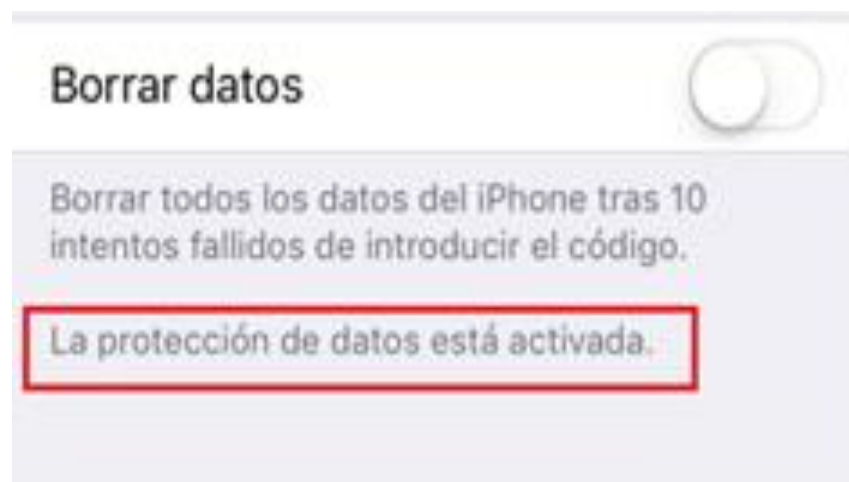 Borrar datos
Borrar todos los datos del iPhone tras 10
intentos fallidos de introducir el código.
La protección de datos está activada.